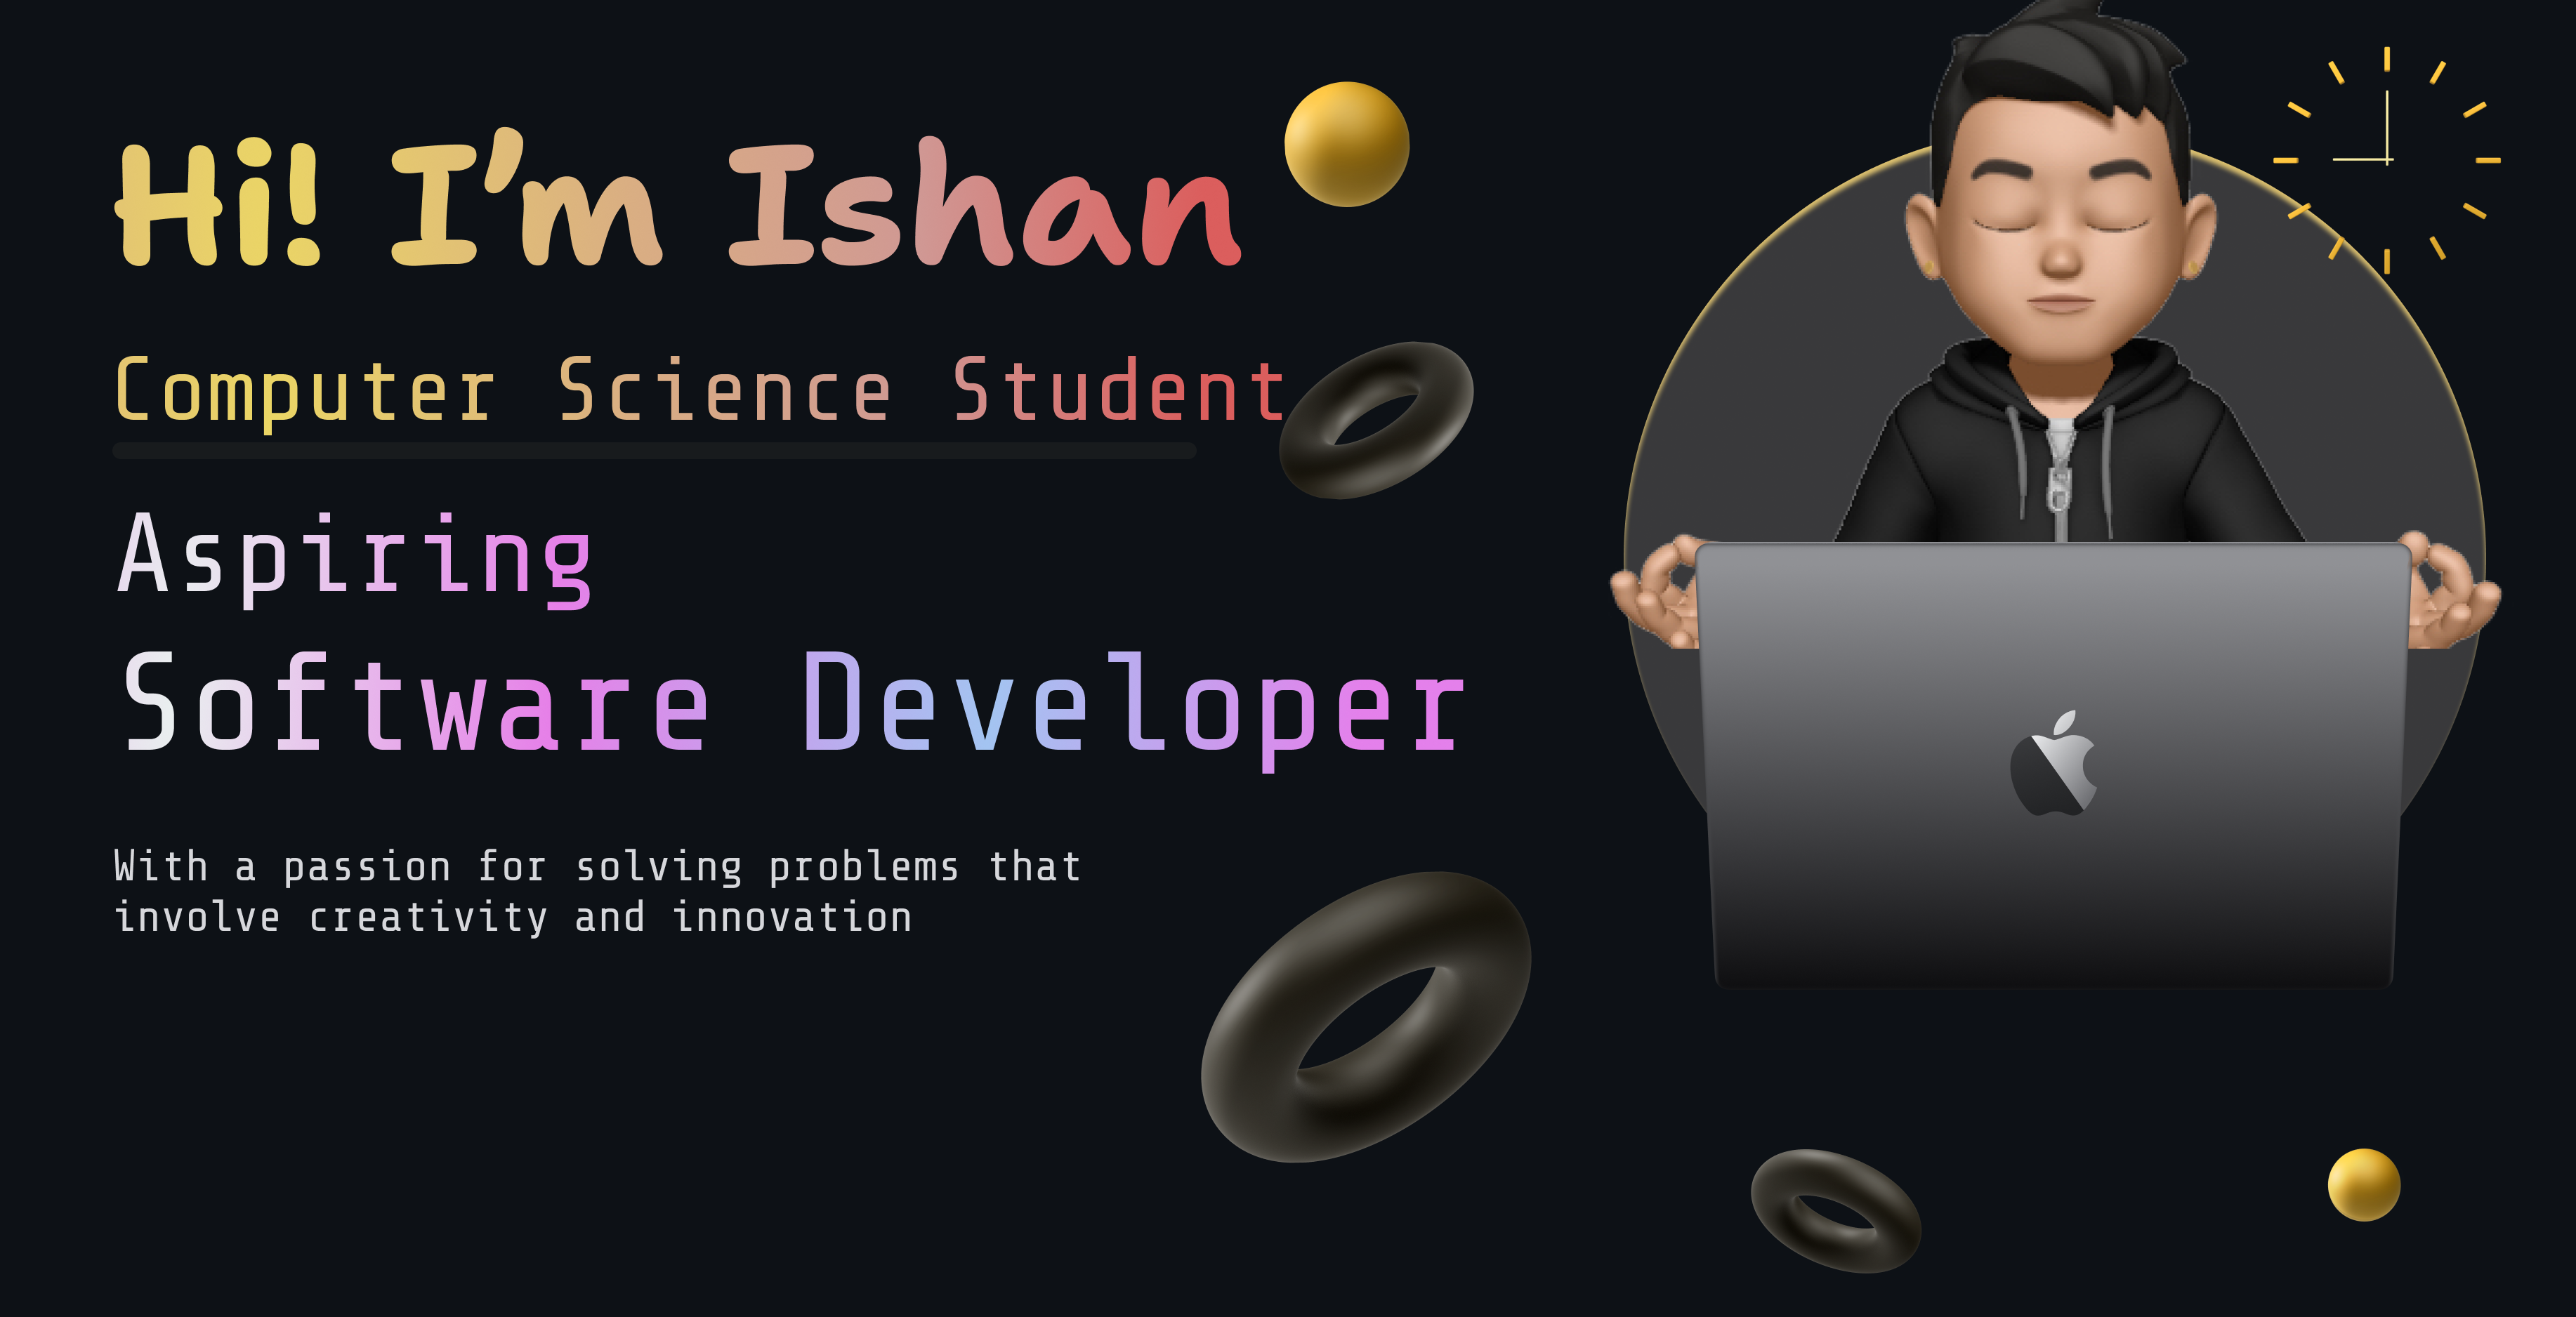 Hi! I’m Ishan
Computer Science Student
Aspiring
Software Developer
With a passion for solving problems that
involve creativity and innovation